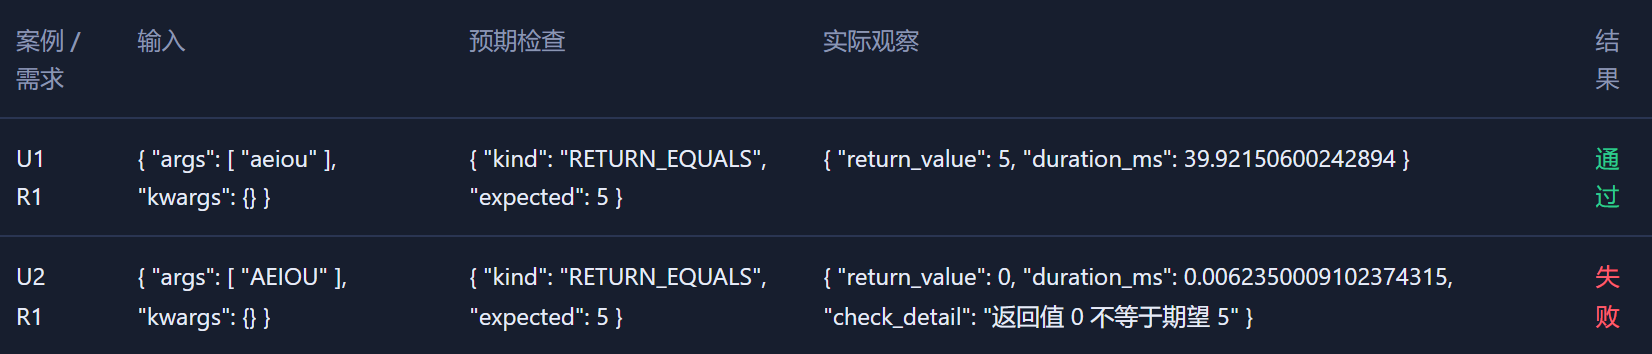 案例 / 输入 预期检查 实际观察 结
需求 果
U1 { "args": [ "aeiou" ], { "kind": "RETURN_EQUALS", { "return_value": 5, "duration_ms": 39.92150600242894 } 通
R1 "kwargs": {} } "expected": 5 } 过
U2 { "args": [ "AEIOU" ], { "kind": "RETURN_EQUALS", { "return_value": 0, "duration_ms": 0.0062350009102374315, 失
R1 "kwargs": {} } "expected": 5 } "check_detail": "返回值 0 不等于期望 5" } 败